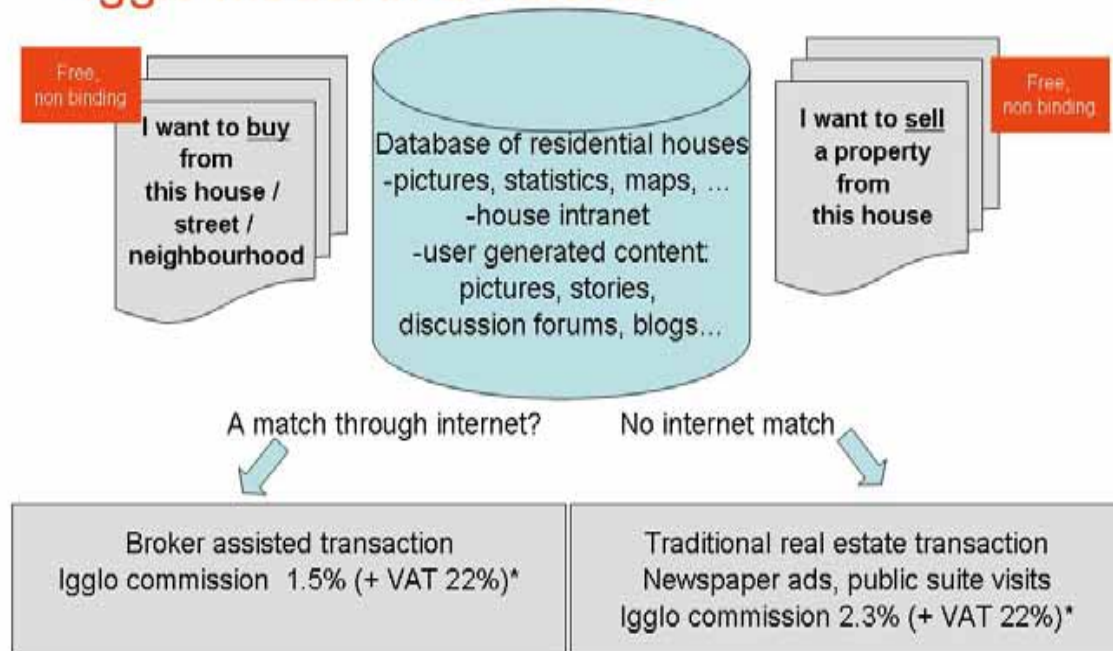 Free,
non binding
I want to buy
from
this house /
street /
neighbourhood
Database of residential houses
-pictures, statistics, maps, ...
-house intranet
-user generated content:
pictures, stories,
discussion forums, blogs...
I want to sell
a property
from
this house
Free,
non binding
A match through internet?
No internet match
Broker assisted transaction
Igglo commission 1.5% (+ VAT 22%)*
Traditional real estate transaction
Newspaper ads, public suite visits
Igglo commission 2.3% (+ VAT 22%)*